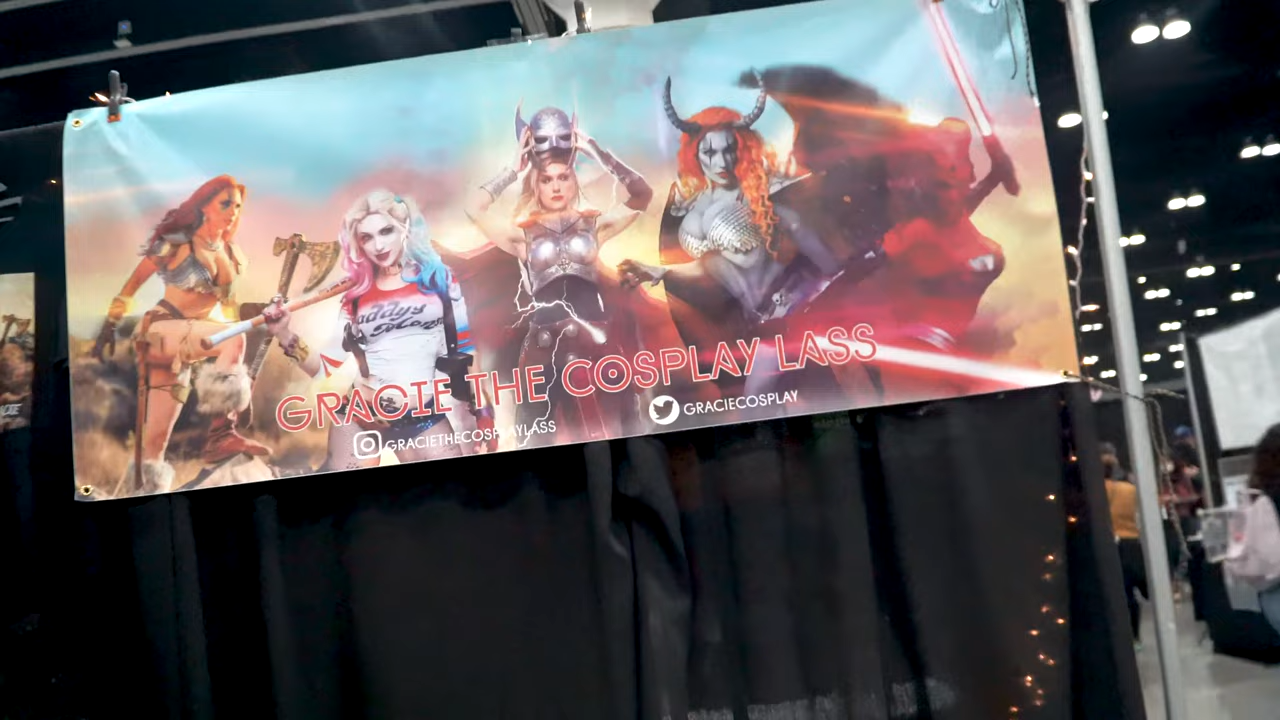 Daddy's
GRACIE THE COSPLAY LASS
GRACIETHECOSPLAYLASS
GRACIECOSPLAY